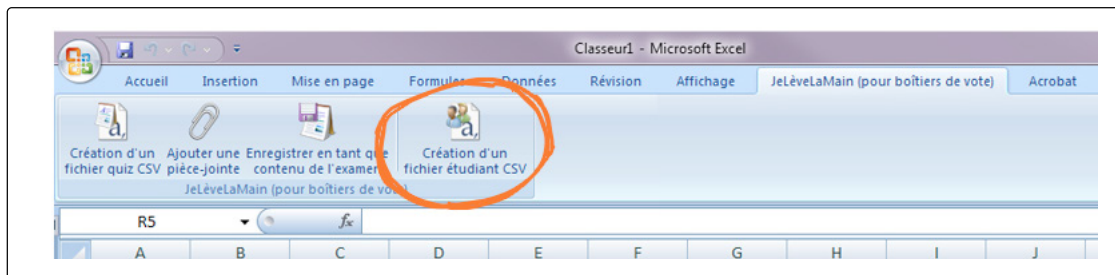 Classeur1 - Microsoft Excel
Accueil Insertion Mise en page Formules Données Révision Affichage JeLèveLaMain (pour boîtiers de vote) Acrobat
a, a,
Création d'un Ajouter une Enregistrer en tant que Création d'un
fichier quiz CSV pièce-jointe contenu de l'examen fichier étudiant CSV
JeLèveLaMain (pour boîtiers de vote)
R5 fx
A B C D E F G H I J